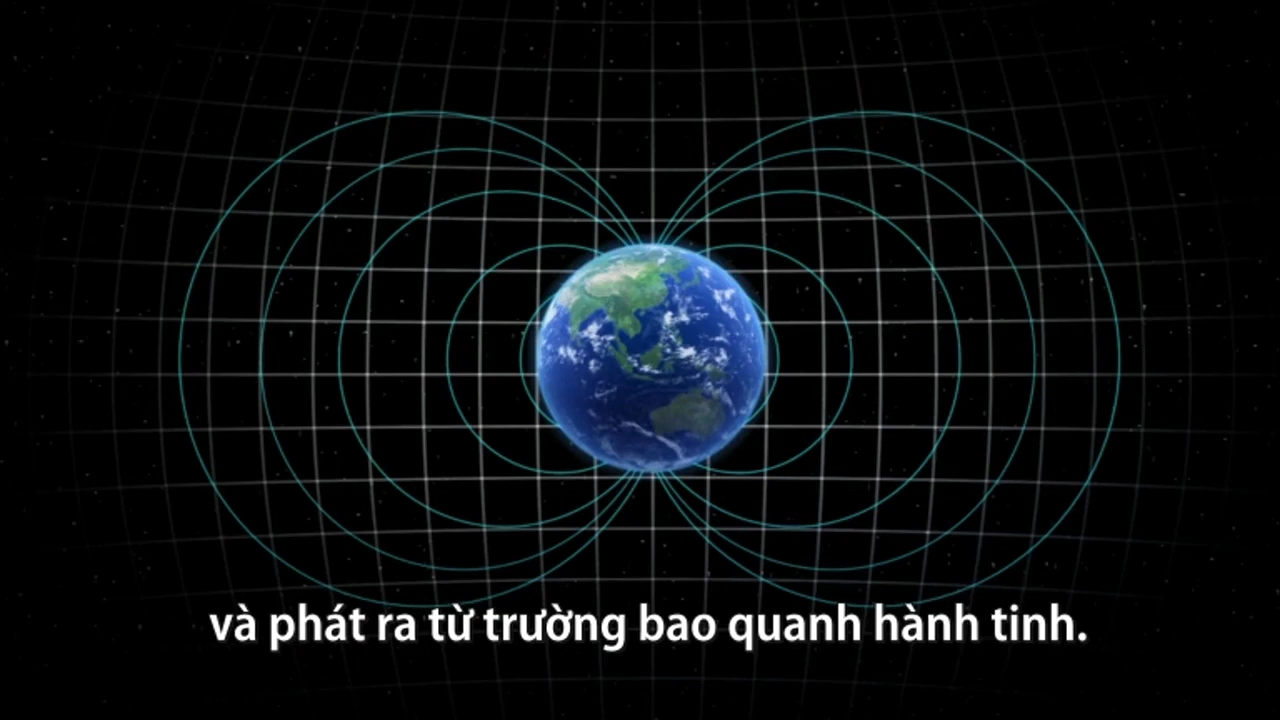 và phát ra từ trường bao quanh hành tinh.